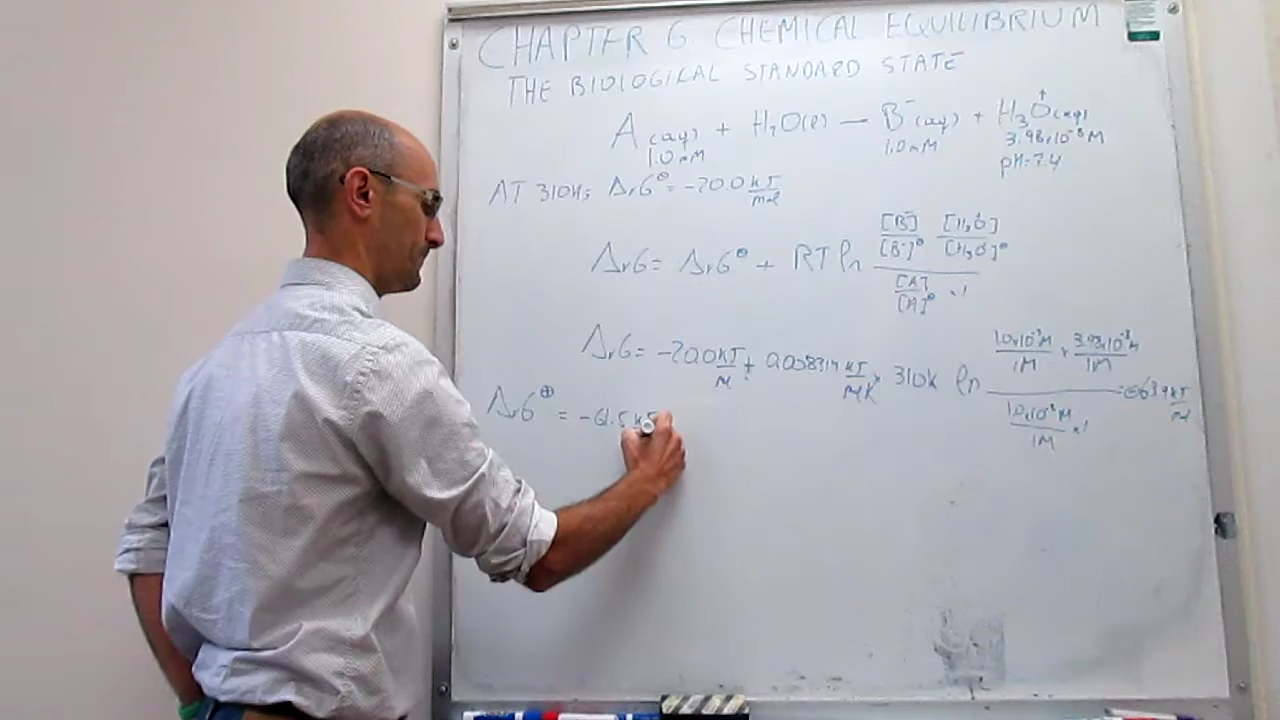 CHAPTER 6. CHEMICAL EQUILIBRIUM
THE BIOLOGICAL STANDARD STATE
A (aq) + H₂O(l) — B⁻ (aq) + H₃O⁺(aq)
1.0 mM 1.0 mM 3.98x10⁻⁸ M
pH=7.4
AT 310K; ΔrG⊖ = -20.0 kJ/mol
ΔrG = ΔrG⊖ + RT ln ([B⁻]/[B⁻]⊖ [H₃O⁺]/[H₃O⁺]⊖) / ([A]/[A]⊖ ×1)
ΔrG = -20.0 kJ/m + 0.008314 kJ/mol K × 310K ln (1.0x10⁻³M/1M × 3.98x10⁻⁸M/1M) / (1.0x10⁻³M/1M ×1) = -63.9 kJ/mol
ΔrG⊕ = -61.5 kJ